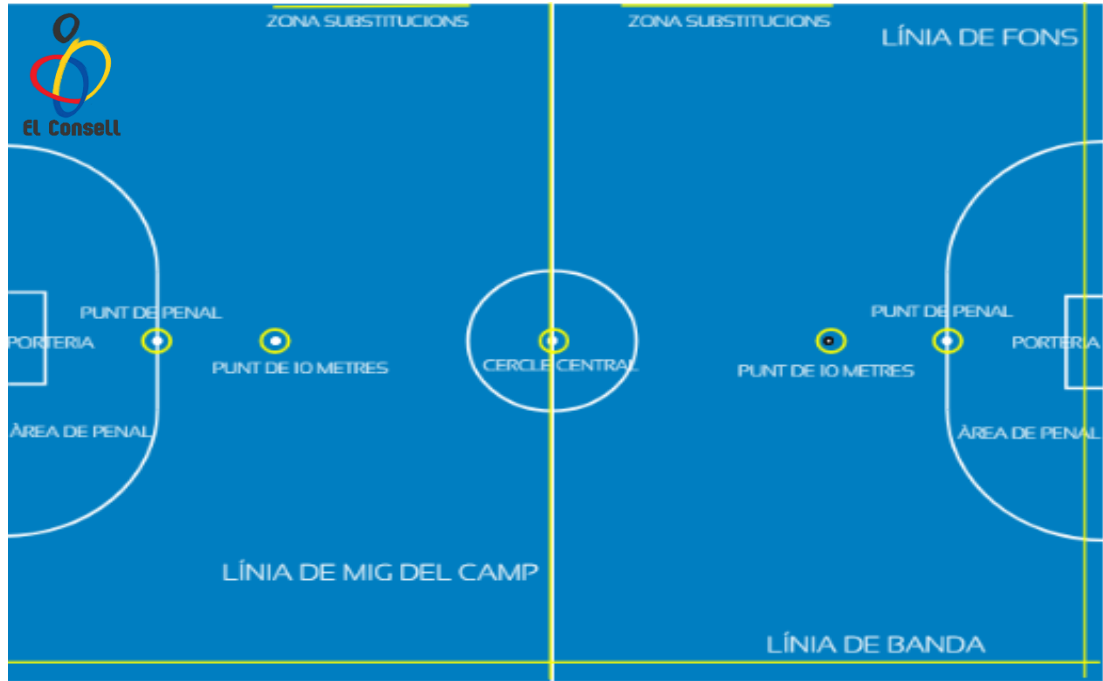 ZONA SUBSTITUCIONS
ZONA SUBSTITUCIONS
LÍNIA DE FONS
El Consell
PUNT DE PENAL
PUNT DE PENAL
PORTERIA
PORTERIA
PUNT DE 10 METRES
CERCLE CENTRAL
PUNT DE 10 METRES
ÀREA DE PENAL
ÀREA DE PENAL
LÍNIA DE MIG DEL CAMP
LÍNIA DE BANDA